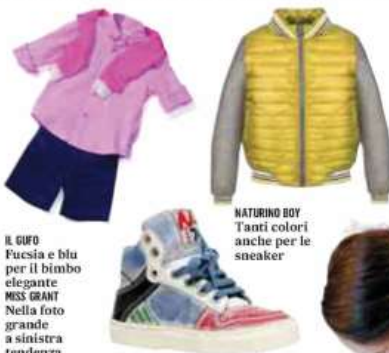 IL GUFO
Fucsia e blu
per il bimbo
elegante
MISS GRANT
Nella foto
grande
a sinistra
tendenza
NATURINO BOY
Tanti colori
anche per le
sneaker